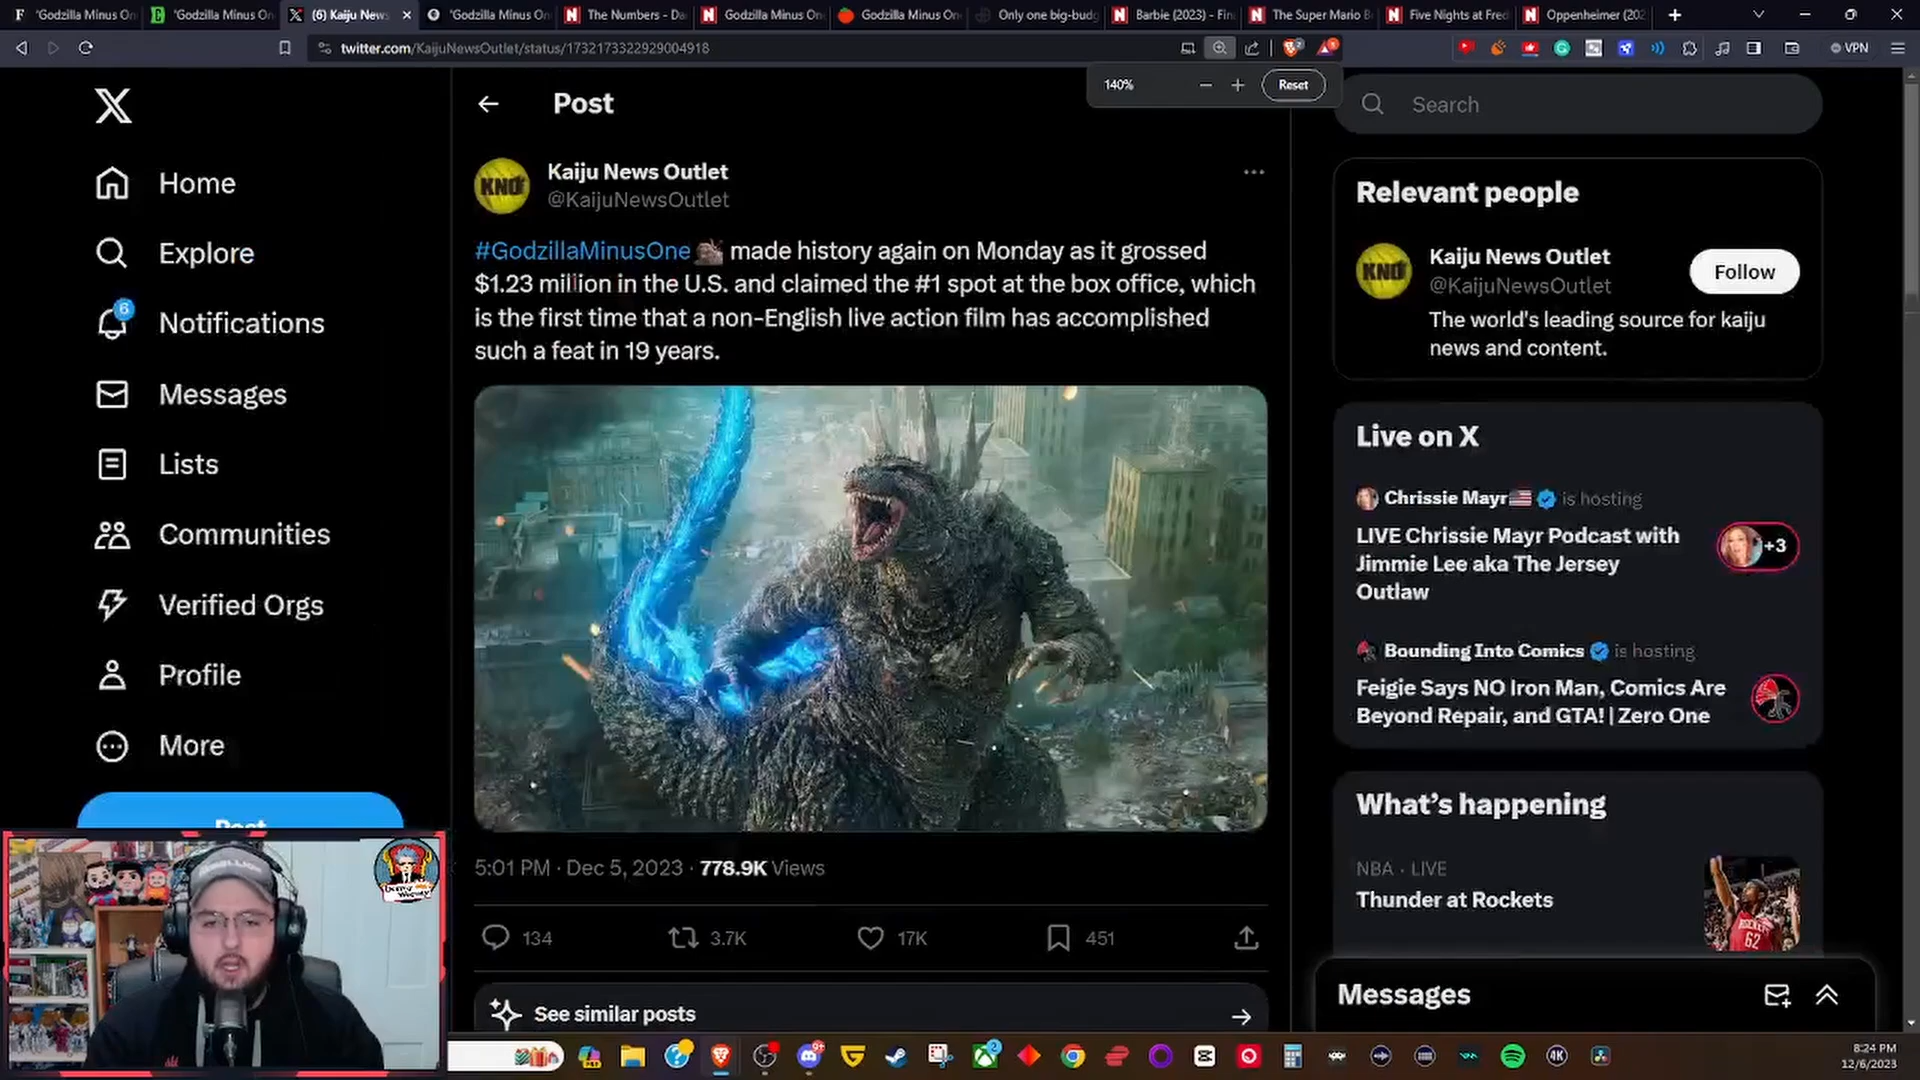 'Godzilla Minus On
'Godzilla Minus On
(6) Kaiju News
'Godzilla Minus On
The Numbers - Da
Godzilla Minus On
Godzilla Minus On
Only one big-budg
Barbie (2023) - Fin
The Super Mario B
Five Nights at Fred
Oppenheimer (202
twitter.com/KaijuNewsOutlet/status/1732173322929004918
VPN
140%
Reset
Post
Search
Home
Explore
6
Notifications
Messages
Lists
Communities
Verified Orgs
Profile
More
Post
KNO
Kaiju News Outlet
@KaijuNewsOutlet
#GodzillaMinusOne made history again on Monday as it grossed
$1.23 million in the U.S. and claimed the #1 spot at the box office, which
is the first time that a non-English live action film has accomplished
such a feat in 19 years.
5:01 PM · Dec 5, 2023 · 778.9K Views
134
3.7K
17K
451
See similar posts
Relevant people
KNO
Kaiju News Outlet
@KaijuNewsOutlet
Follow
The world's leading source for kaiju
news and content.
Live on X
Chrissie Mayr is hosting
LIVE Chrissie Mayr Podcast with
Jimmie Lee aka The Jersey
Outlaw
+3
Bounding Into Comics is hosting
Feigie Says NO Iron Man, Comics Are
Beyond Repair, and GTA! | Zero One
What's happening
NBA · LIVE
Thunder at Rockets
62
Messages
8:24 PM
12/6/2023